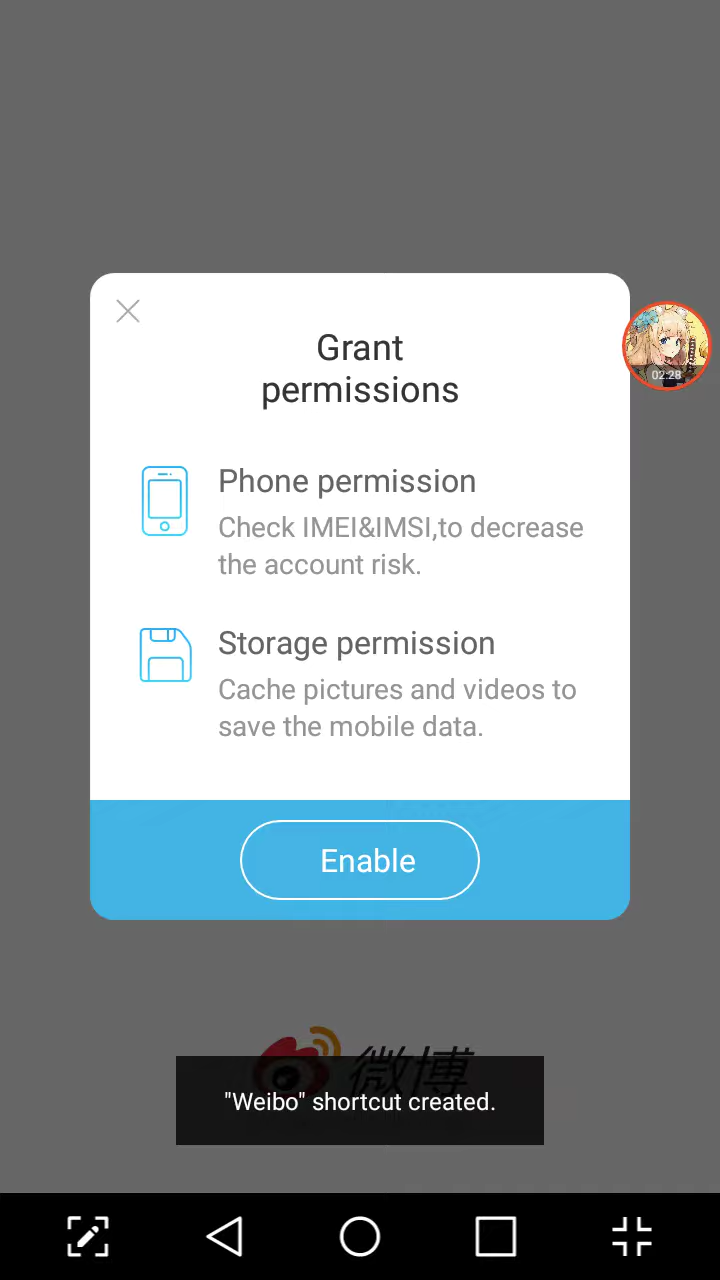 Grant
permissions
02:28
Phone permission
Check IMEI&IMSI,to decrease
the account risk.
Storage permission
Cache pictures and videos to
save the mobile data.
Enable
微博
"Weibo" shortcut created.